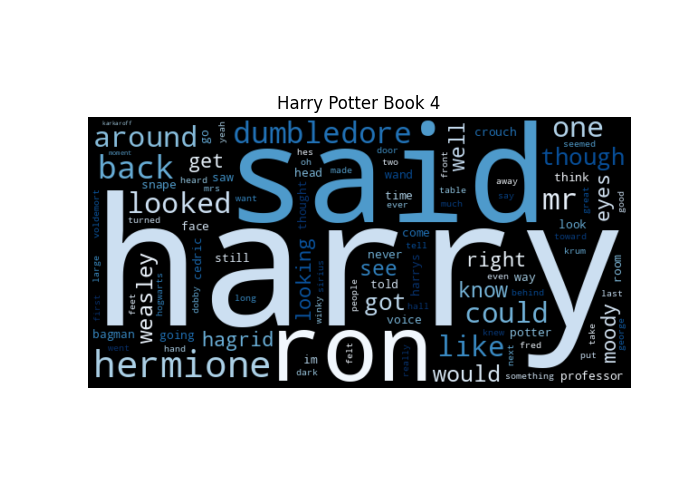 Harry Potter Book 4
karkaroff
moment
around
go
yeah
dumbledore
said
hes
oh
door
two
front
well
crouch
one
seemed
though
back
get
snape
heard
saw
mrs
want
head
made
wand
away
say
think
mr
eyes
great
good
voldemort
looked
turned
face
thought
time
ever
table
much
look
toward
harry
large
first
feet
weasley
hogwarts
dobby
cedric
still
long
looking
sirius
winky
people
come
never
see
told
got
voice
tell
harrys
hall
right
even
way
know
behind
could
krum
room
last
moody
bagman
went
going
hand
hagrid
hermione
ron
im
dark
felt
really
like
knew
next
potter
fred
would
something
professor
put
take
george